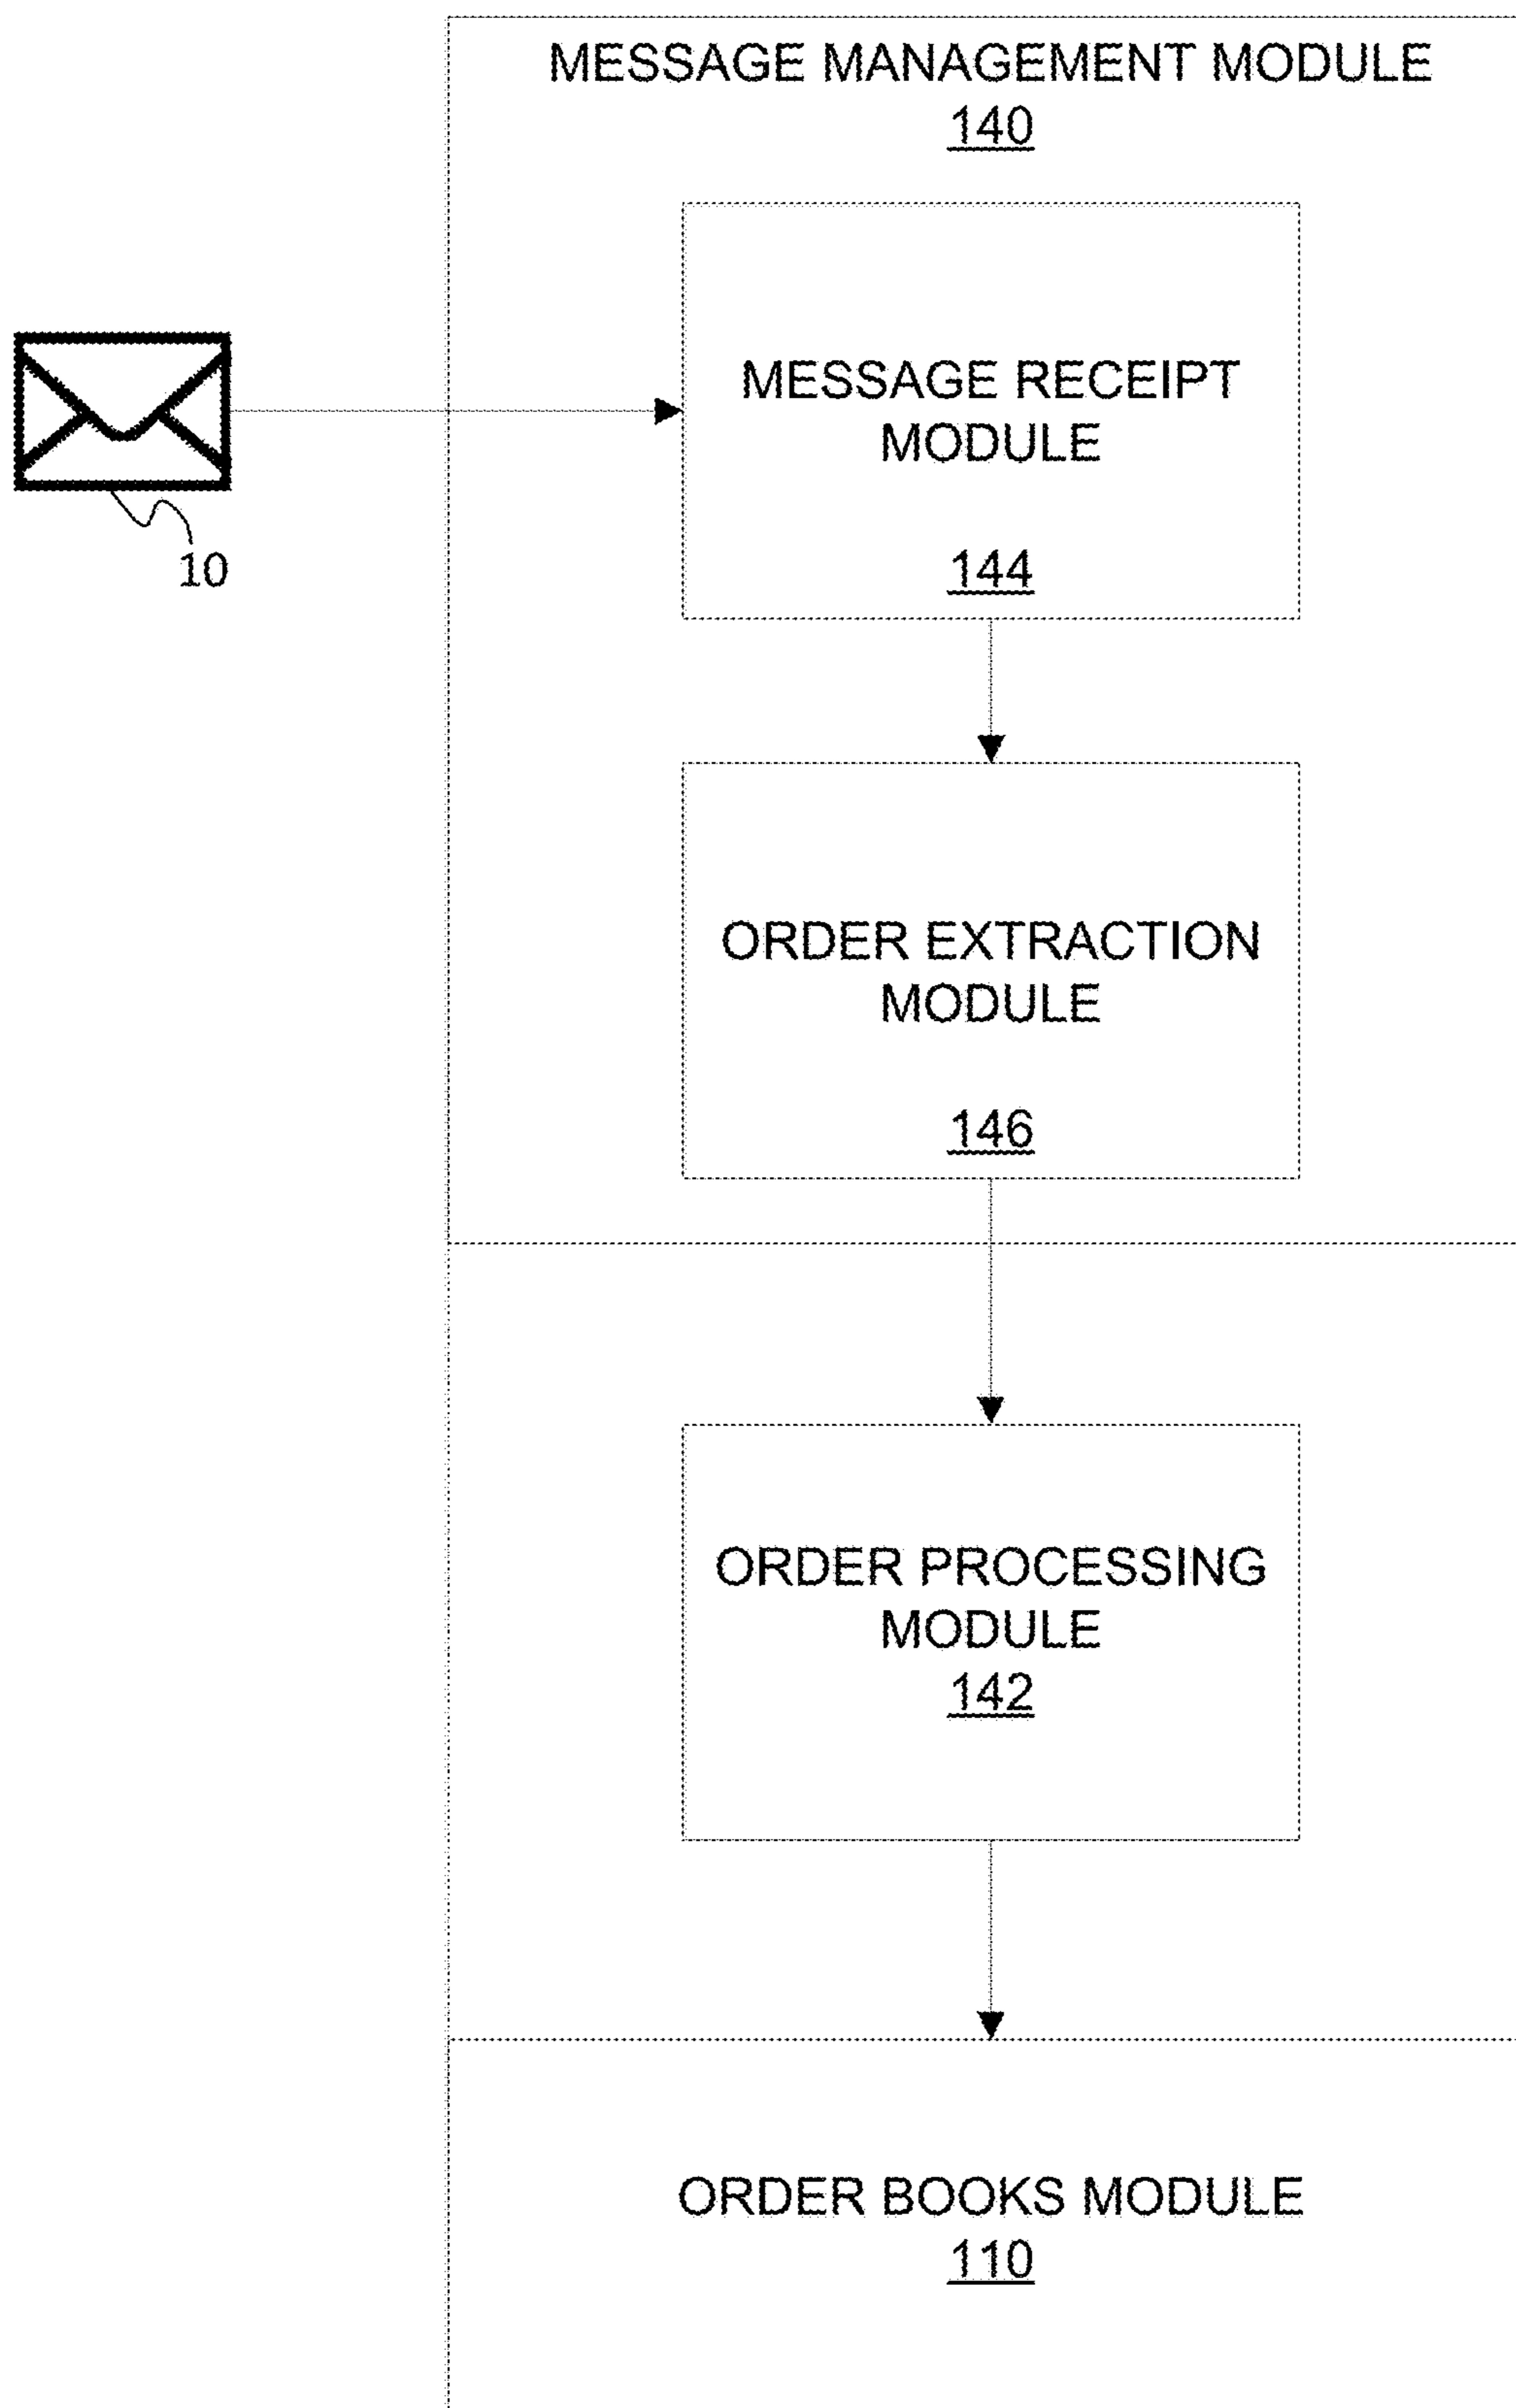 MESSAGE MANAGEMENT MODULE
140
MESSAGE RECEIPT
MODULE
144
10
ORDER EXTRACTION
MODULE
146
ORDER PROCESSING
MODULE
142
ORDER BOOKS MODULE
110